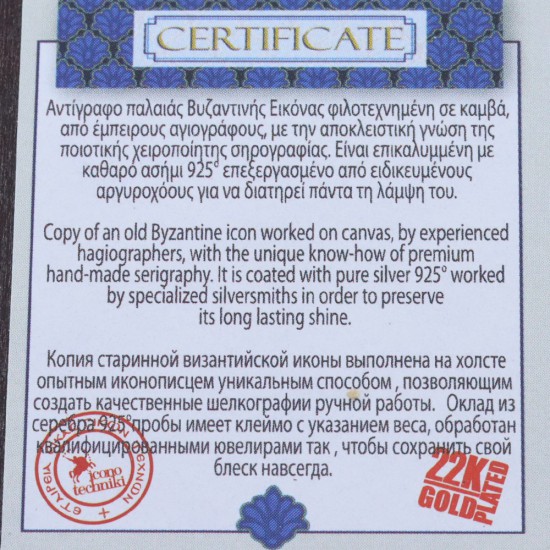 CERTIFICATE
Αντίγραφο παλαιάς Βυζαντινής Εικόνας φιλοτεχνημένη σε καμβά,
από έμπειρους αγιογράφους, με την αποκλειστική γνώση της
ποιοτικής χειροποίητης σηρογραφίας. Είναι επικαλυμμένη με
καθαρό ασήμι 925° επεξεργασμένο από ειδικευμένους
αργυροχόους για να διατηρεί πάντα τη λάμψη του.
Copy of an old Byzantine icon worked on canvas, by experienced
hagiographers, with the unique know-how of premium
hand-made serigraphy. It is coated with pure silver 925° worked
by specialized silversmiths in order to preserve
its long lasting shine.
Копия старинной византийской иконы выполнена на холсте
опытным иконописцем уникальным способом , позволяющим
создать качественные шелкографии ручной работы. Оклад из
серебра 925°пробы имеет клеймо с указанием веса, обработан
квалифицированными ювелирами так , чтобы сохранить свой
блеск навсегда.
icono
techniki
22K
GOLD
PLATED